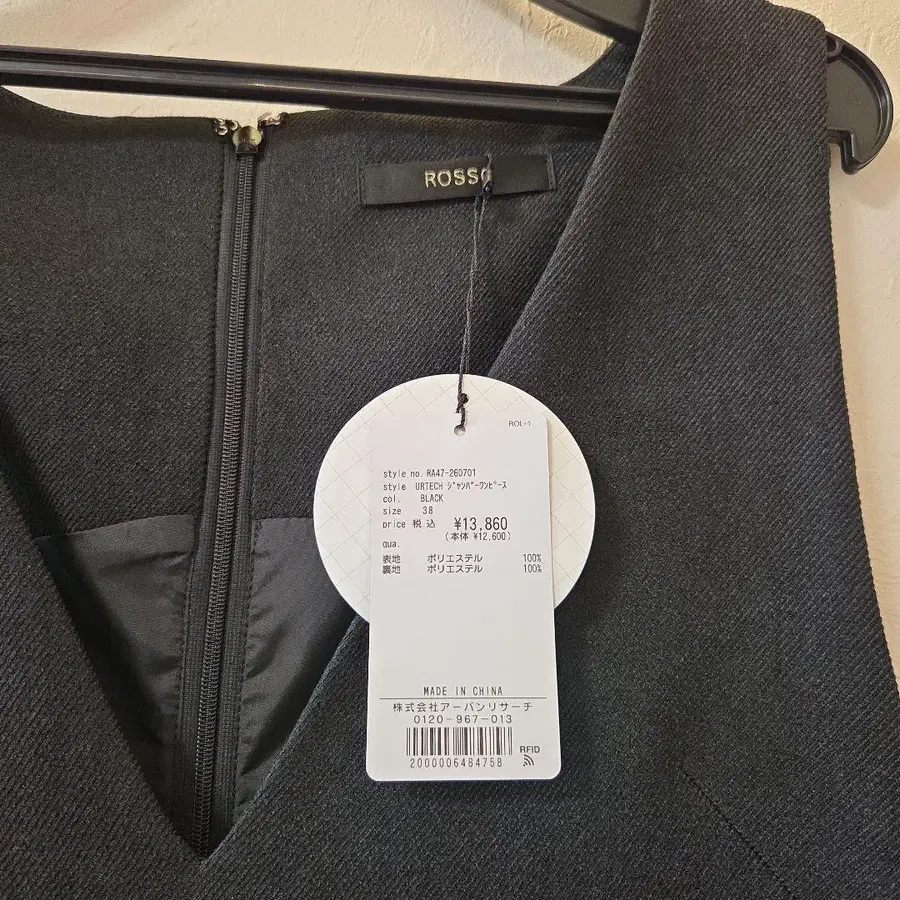 ROSSO
ROL-1
style no. RA47-26D701
style URTECH ｼﾞｬﾝﾊﾟｰﾜﾝﾋﾟｰｽ
col. BLACK
size 38
price 税込 ¥13,860
(本体 ¥12,600)
qua.
表地 ポリエステル 100%
裏地 ポリエステル 100%
MADE IN CHINA
株式会社アーバンリサーチ
0120-967-013
RFID
2000006484758